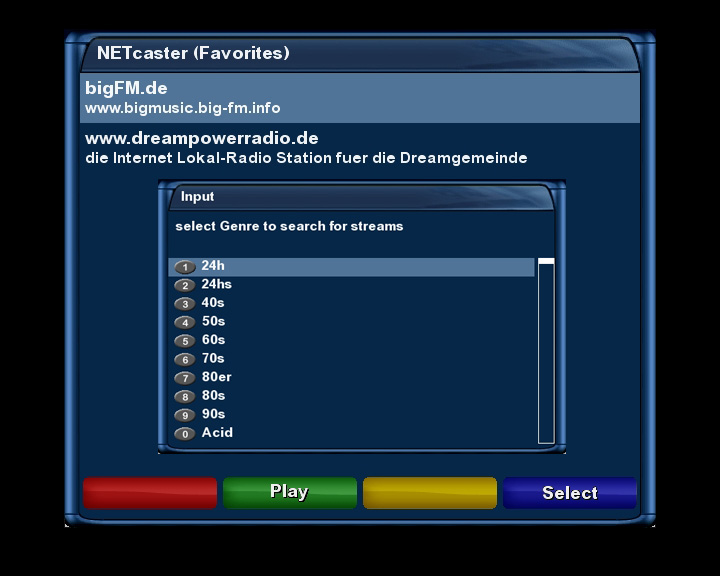 NETcaster (Favorites)
bigFM.de
www.bigmusic.big-fm.info
www.dreampowerradio.de
die Internet Lokal-Radio Station fuer die Dreamgemeinde
Input
select Genre to search for streams
1 24h
2 24hs
3 40s
4 50s
5 60s
6 70s
7 80er
8 80s
9 90s
0 Acid
Play Select